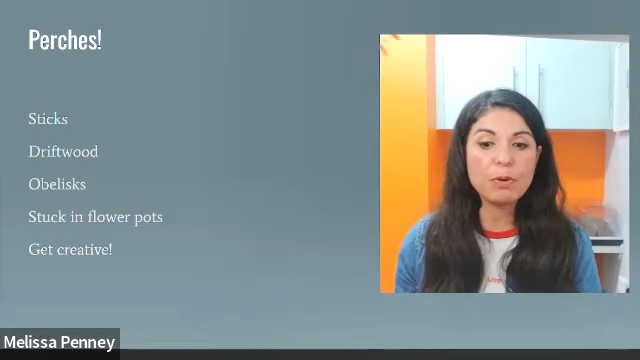 Perches!
Sticks
Driftwood
Obelisks
Stuck in flower pots
Get creative!
Melissa Penney